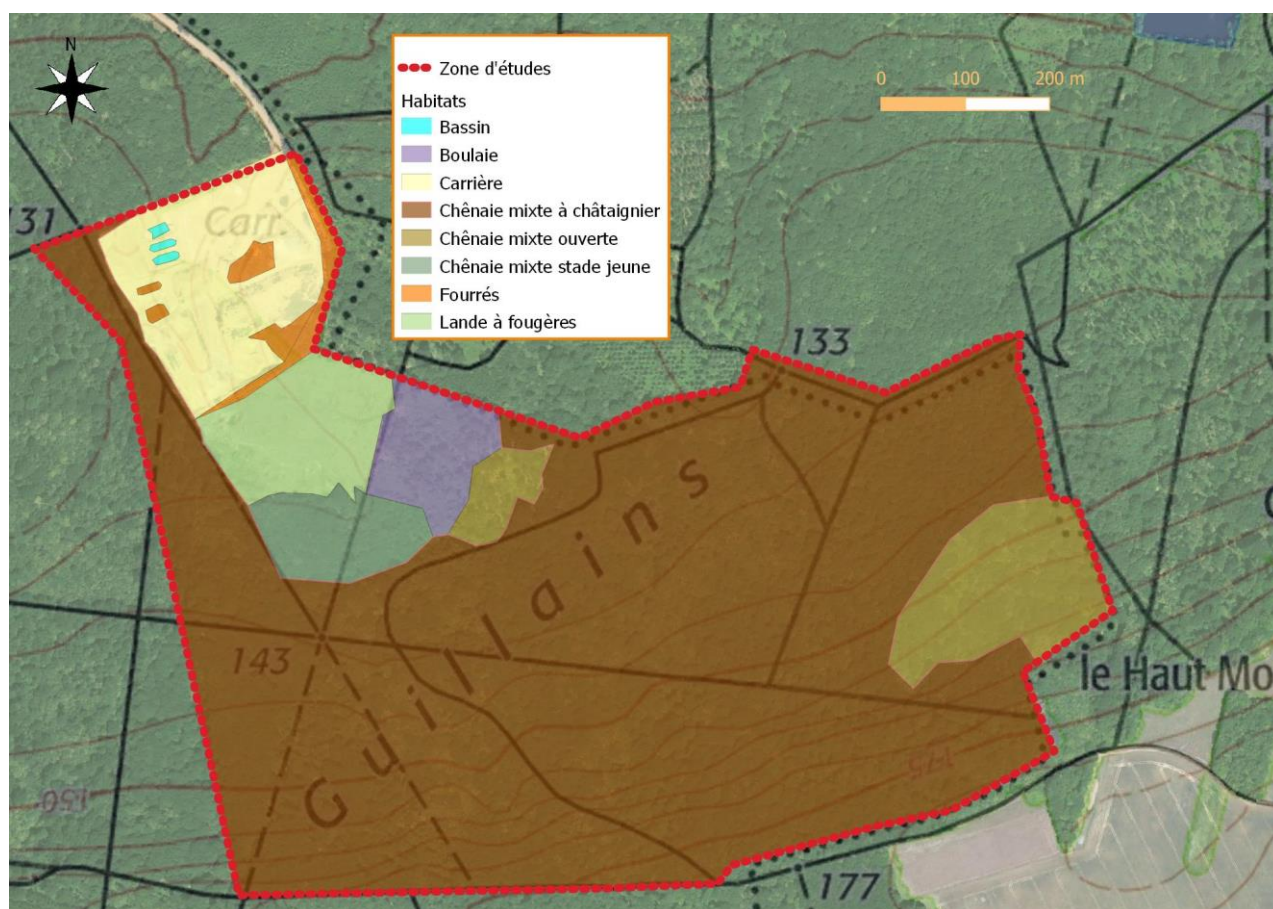 N
Zone d'études
Habitats
Bassin
Boulaie
Carrière
Chênaie mixte à châtaignier
Chênaie mixte ouverte
Chênaie mixte stade jeune
Fourrés
Lande à fougères
0 100 200 m
131
Carr.
133
Guillains
143
le Haut Mo
175
150
177